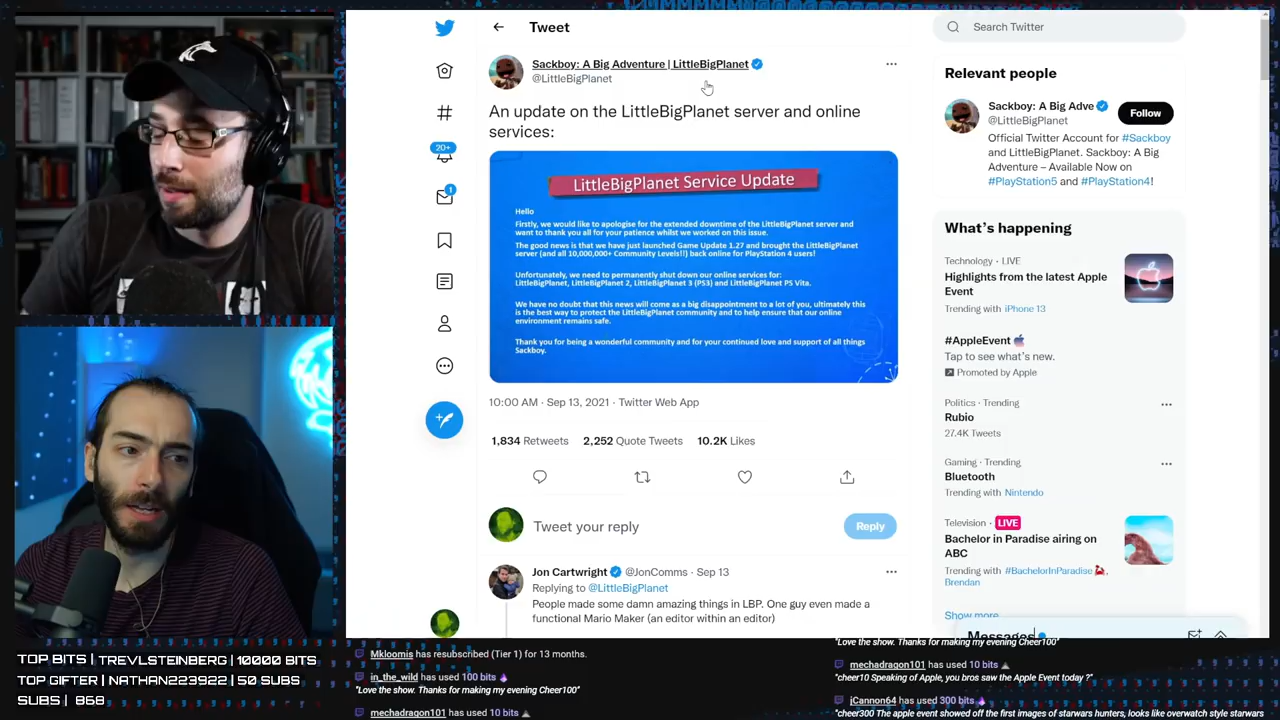 Tweet
Sackboy: A Big Adventure | LittleBigPlanet
@LittleBigPlanet
An update on the LittleBigPlanet server and online
services:
LittleBigPlanet Service Update
Hello
Firstly, we would like to apologise for the extended downtime of the LittleBigPlanet server and
want to thank you all for your patience whilst we worked on this issue.
The good news is that we have just launched Game Update 1.27 and brought the LittleBigPlanet
server (and all 10,000,000+ Community Levels!!) back online for PlayStation 4 users!
Unfortunately, we need to permanently shut down our online services for:
LittleBigPlanet, LittleBigPlanet 2, LittleBigPlanet 3 (PS3) and LittleBigPlanet PS Vita.
We have no doubt that this news will come as a big disappointment to a lot of you, ultimately this
is the best way to protect the LittleBigPlanet community and to help ensure that our online
environment remains safe.
Thank you for being a wonderful community and for your continued love and support of all things
Sackboy.
10:00 AM · Sep 13, 2021 · Twitter Web App
1,834 Retweets 2,252 Quote Tweets 10.2K Likes
Tweet your reply
Reply
Jon Cartwright @JonComms · Sep 13
Replying to @LittleBigPlanet
People made some damn amazing things in LBP. One guy even made a
functional Mario Maker (an editor within an editor)
20+
1
Search Twitter
Relevant people
Sackboy: A Big Adve
@LittleBigPlanet
Follow
Official Twitter Account for #Sackboy
and LittleBigPlanet. Sackboy: A Big
Adventure – Available Now on
#PlayStation5 and #PlayStation4!
What's happening
Technology · LIVE
Highlights from the latest Apple
Event
Trending with iPhone 13
#AppleEvent
Tap to see what's new.
Promoted by Apple
Politics · Trending
Rubio
27.4K Tweets
Gaming · Trending
Bluetooth
Trending with Nintendo
Television · LIVE
Bachelor in Paradise airing on
ABC
Trending with #BachelorInParadise,
Brendan
Show more
Messages
TOP BITS | TREVLSTEINBERG | 10000 BITS
TOP GIFTER | NATHAN223922 | 50 SUBS
SUBS | 868
Mkloomis has resubscribed (Tier 1) for 13 months.
in_the_wild has used 100 bits
"Love the show. Thanks for making my evening Cheer100"
mechadragon101 has used 10 bits
"Love the show. Thanks for making my evening Cheer100"
mechadragon101 has used 10 bits
"cheer10 Speaking of Apple, you bros saw the Apple Event today ?"
jCannon64 has used 300 bits
"cheer300 The apple event showed off the first images of starwars hunters, looks like overwatch style starwars